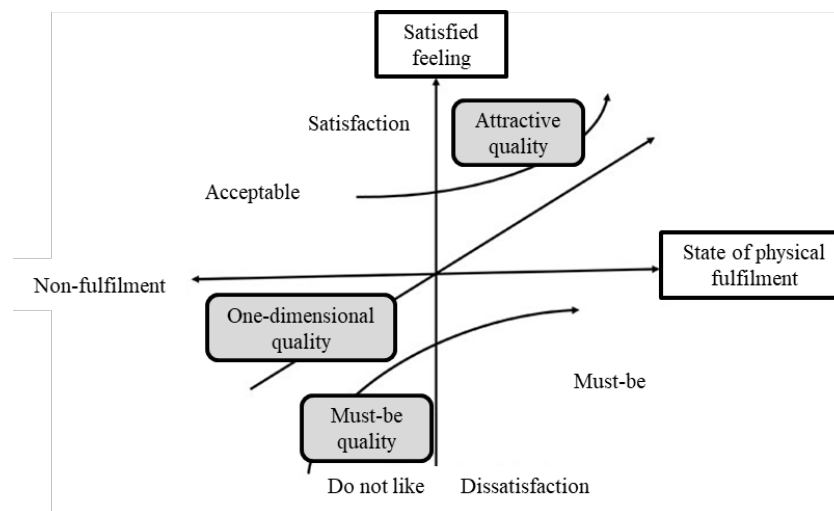 Satisfied
feeling
Satisfaction
Attractive
quality
Acceptable
State of physical
fulfilment
Non-fulfilment
One-dimensional
quality
Must-be
Must-be
quality
Do not like
Dissatisfaction